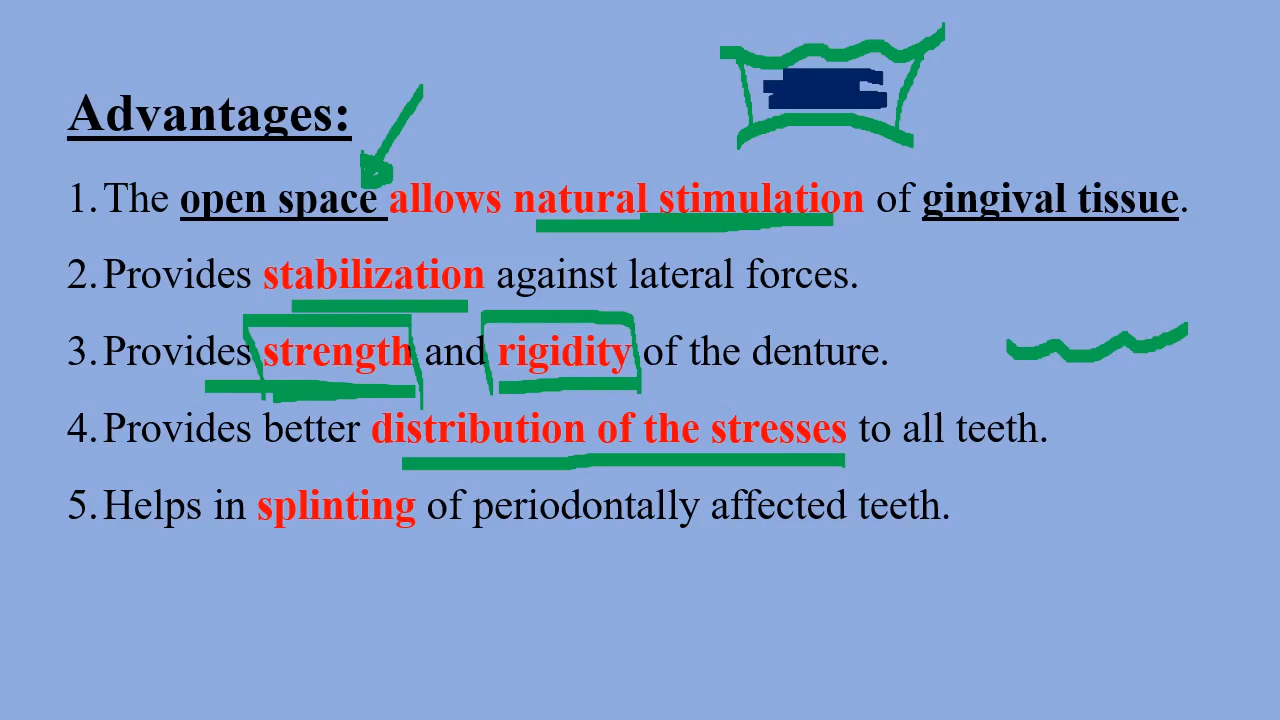 Advantages:
1. The open space allows natural stimulation of gingival tissue.
2. Provides stabilization against lateral forces.
3. Provides strength and rigidity of the denture.
4. Provides better distribution of the stresses to all teeth.
5. Helps in splinting of periodontally affected teeth.